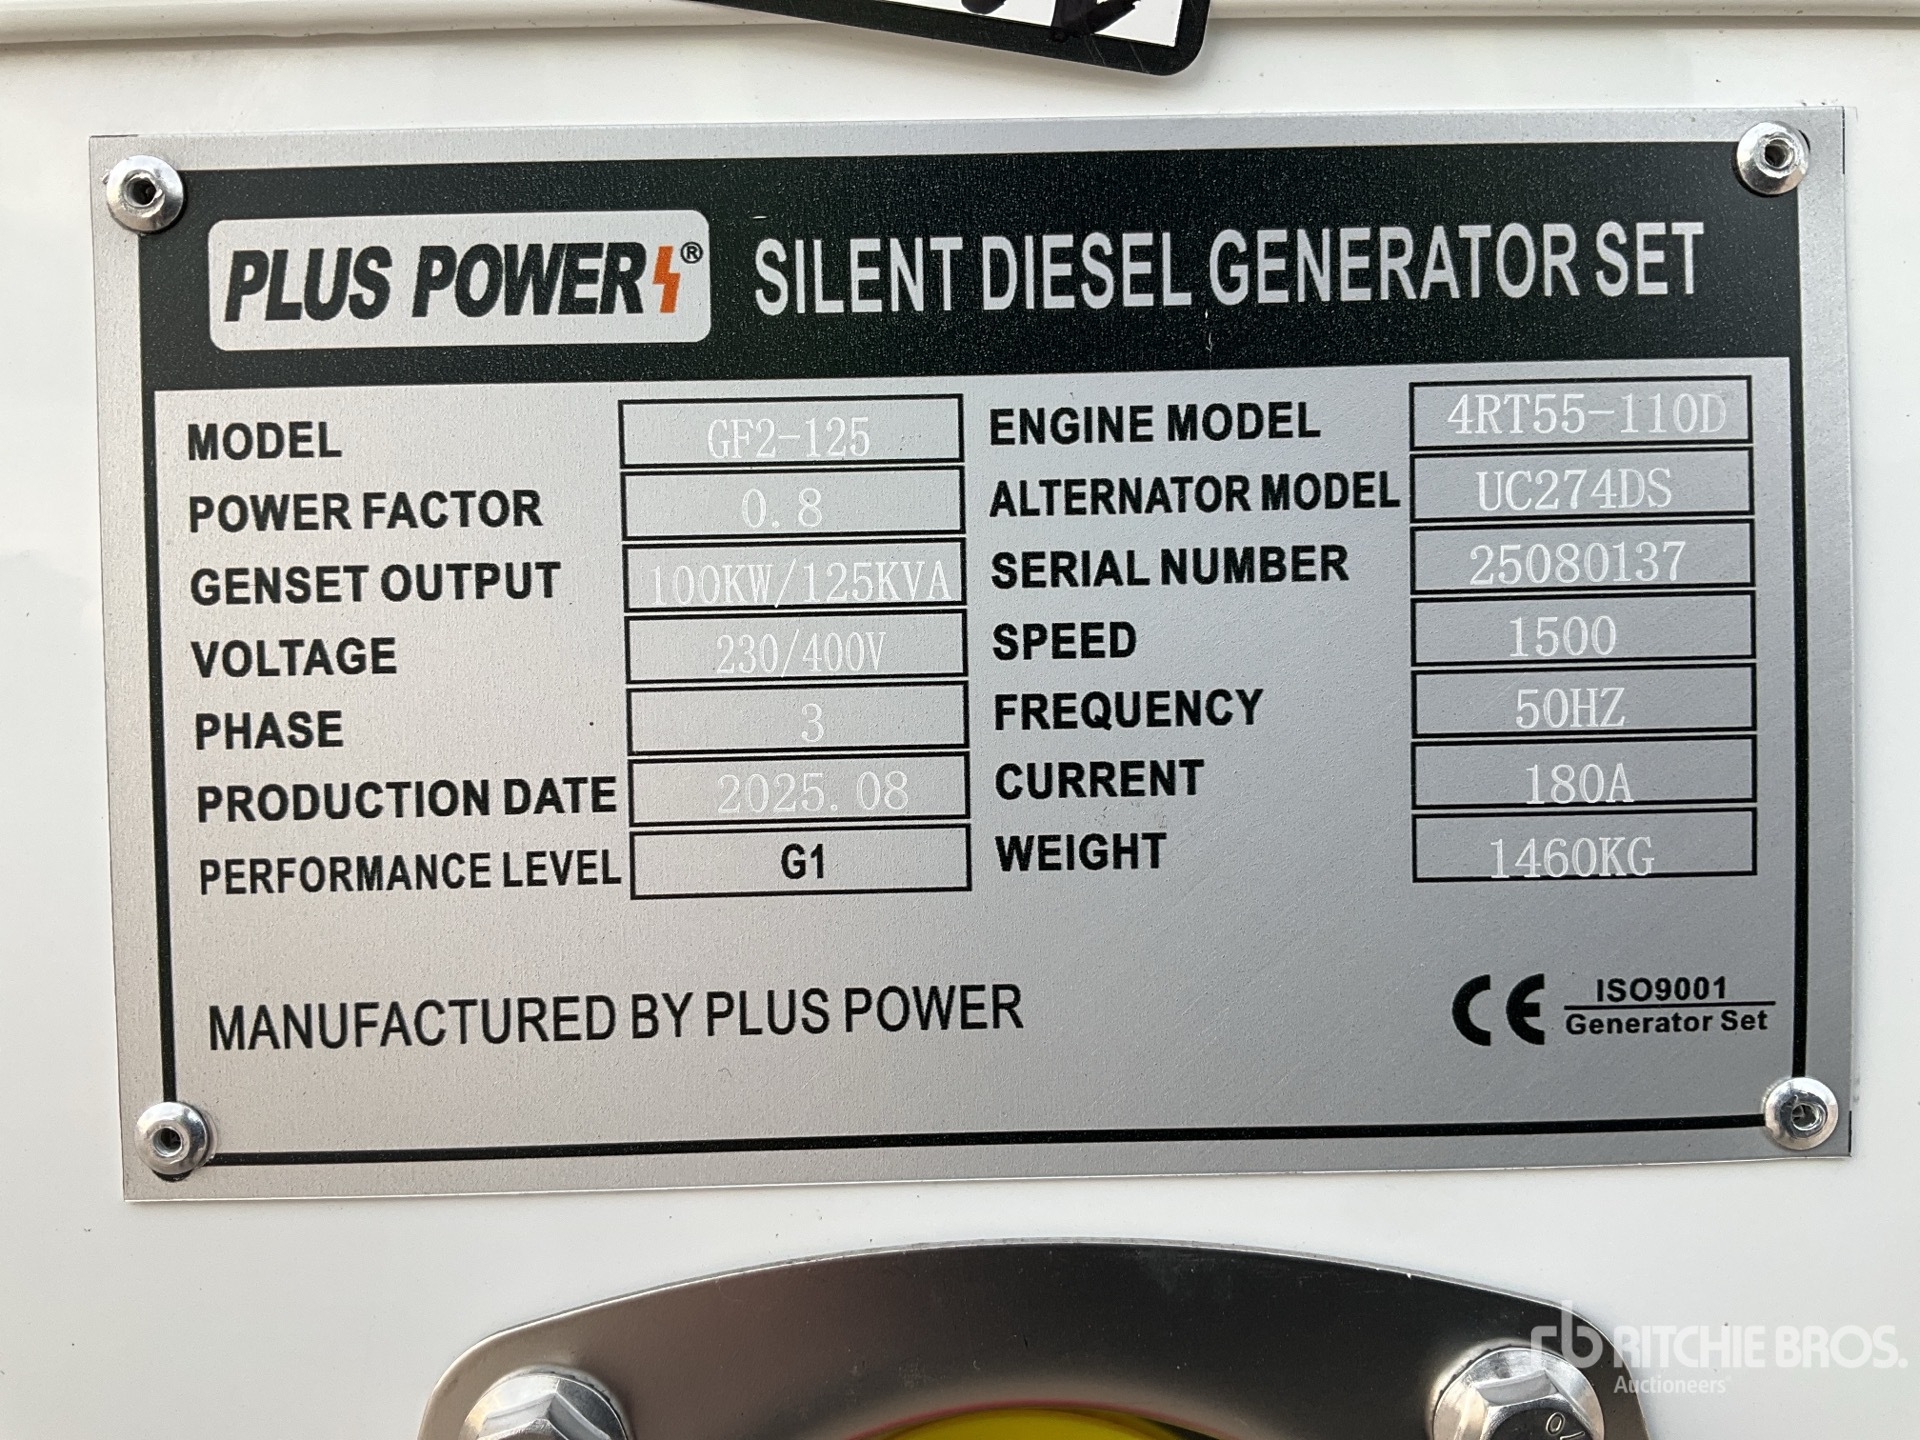 PLUS POWER® SILENT DIESEL GENERATOR SET
MODEL GF2-125 ENGINE MODEL 4RT55-110D
POWER FACTOR 0.8 ALTERNATOR MODEL UC274DS
GENSET OUTPUT 100KW/125KVA SERIAL NUMBER 25080137
VOLTAGE 230/400V SPEED 1500
PHASE 3 FREQUENCY 50HZ
PRODUCTION DATE 2025.08 CURRENT 180A
PERFORMANCE LEVEL G1 WEIGHT 1460KG
MANUFACTURED BY PLUS POWER
CE ISO9001
Generator Set
rb RITCHIE BROS.
Auctioneers